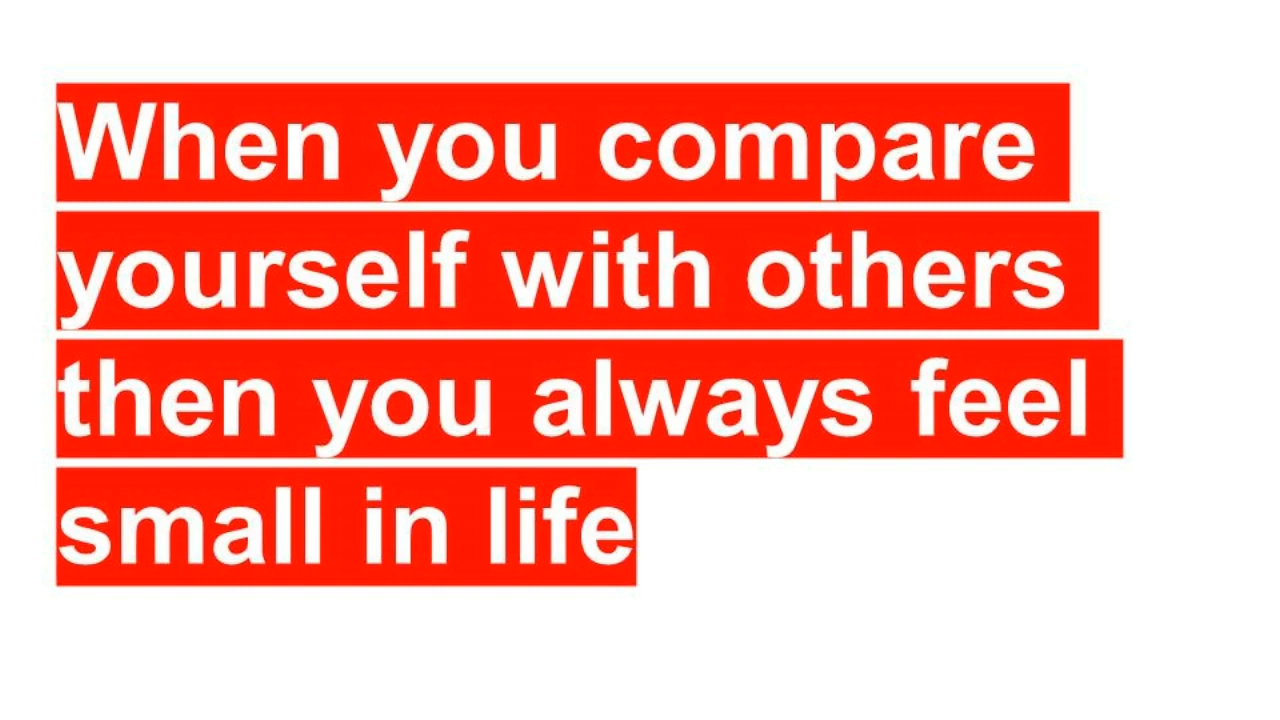 When you compare
yourself with others
then you always feel
small in life